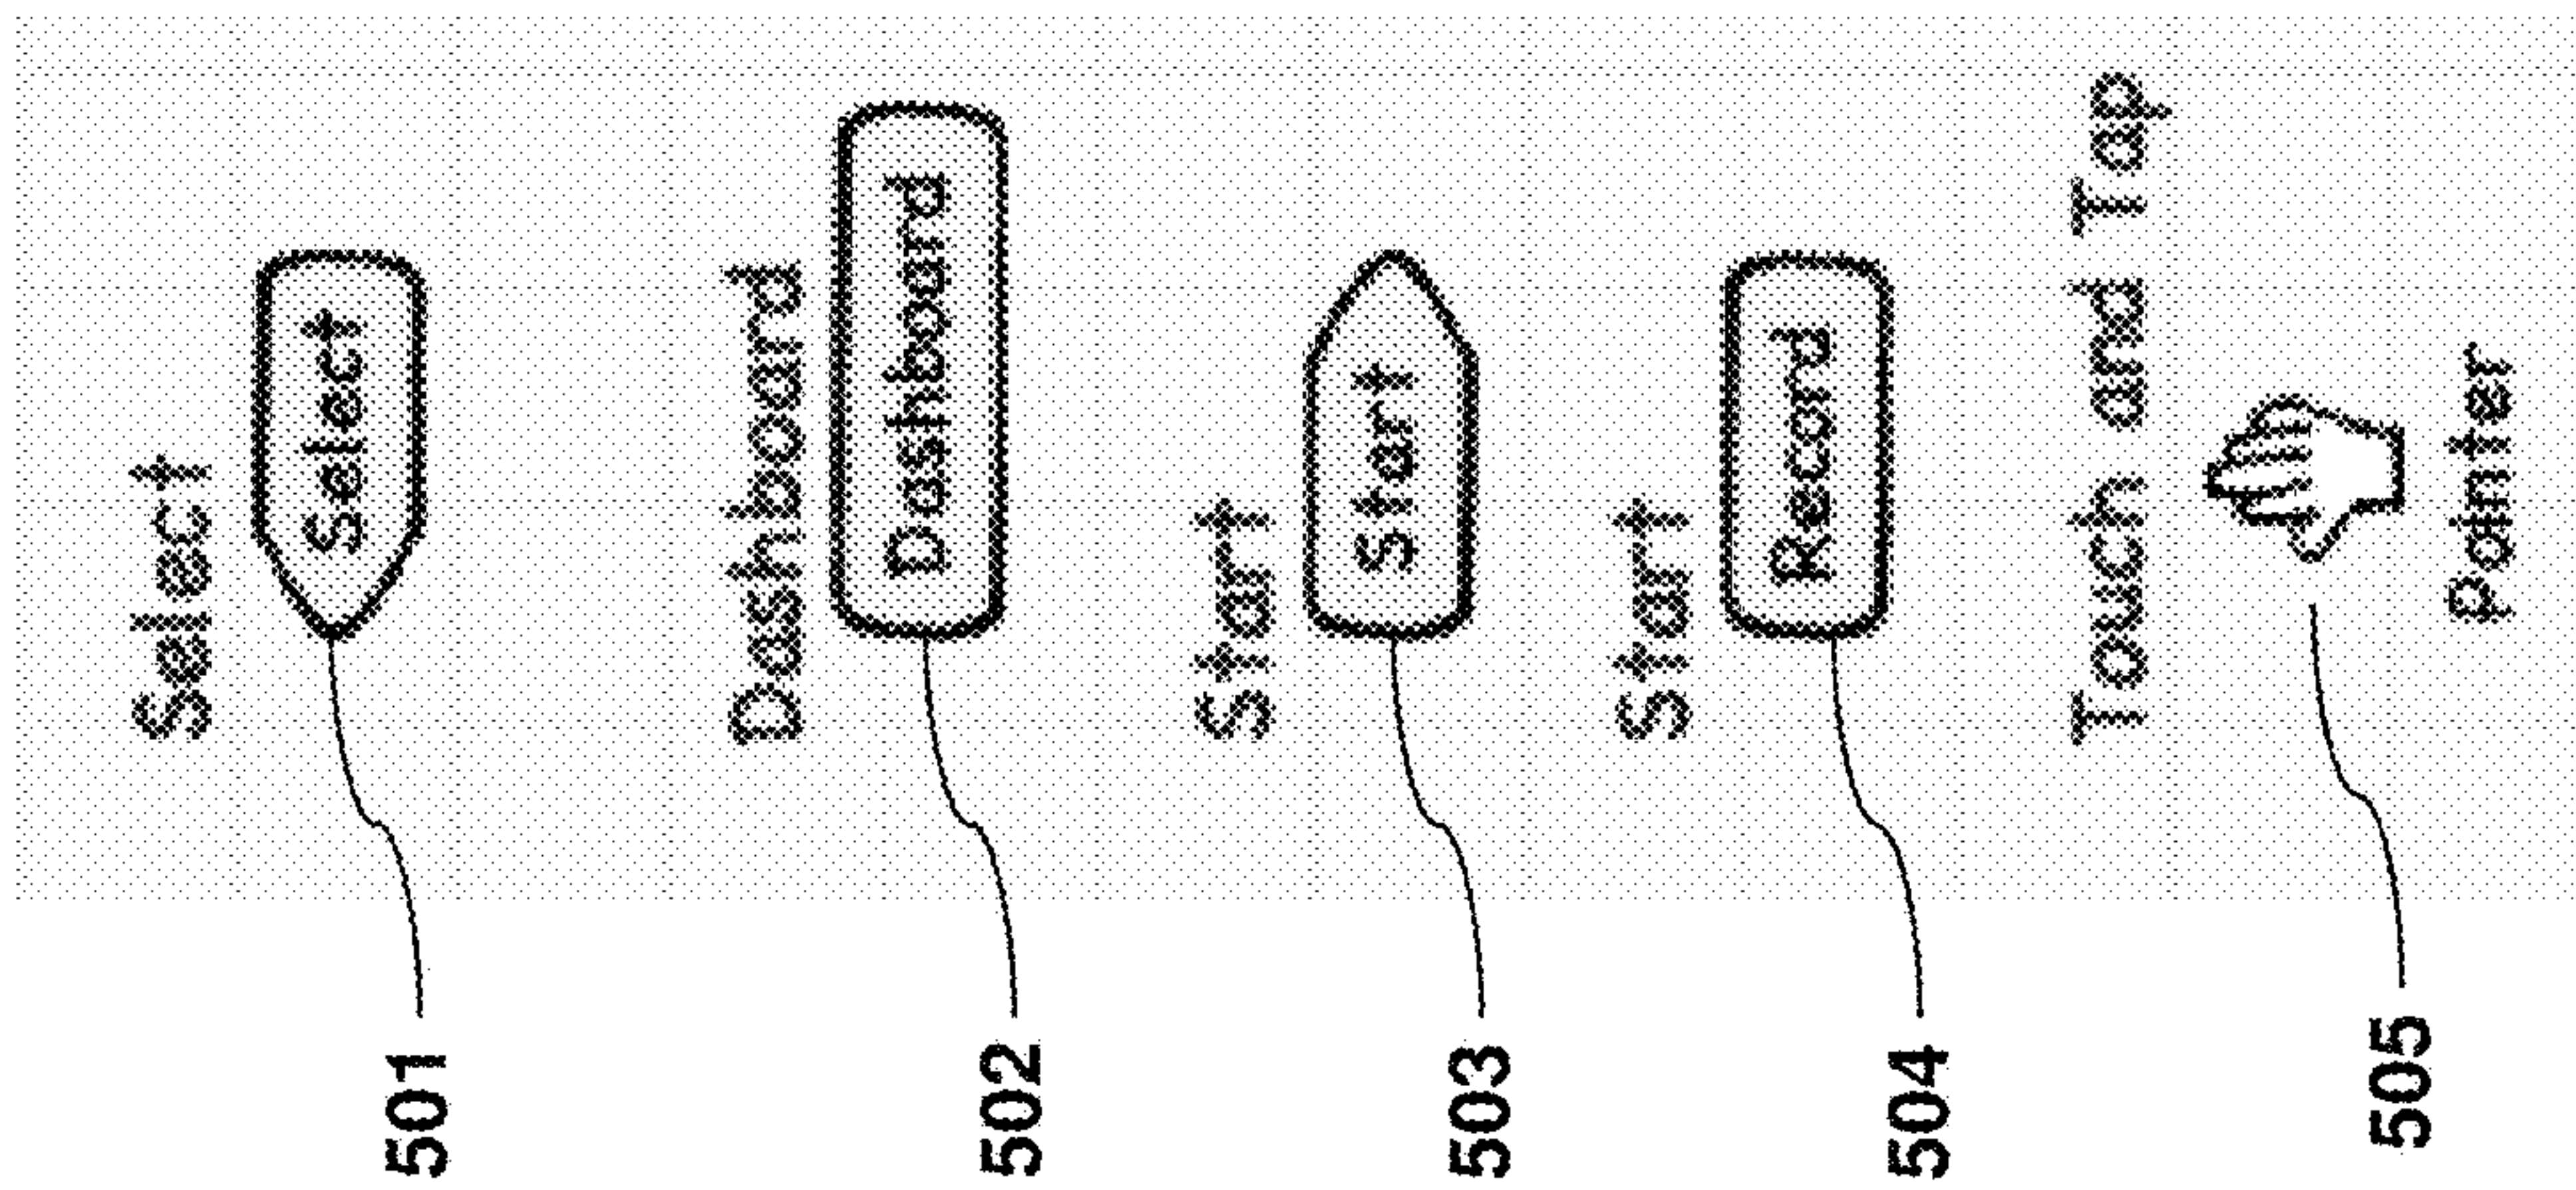 Select
Select
501
Dashboard
Dashboard
502
Start
Start
503
Start
Record
504
Touch and Tap
505
Pointer